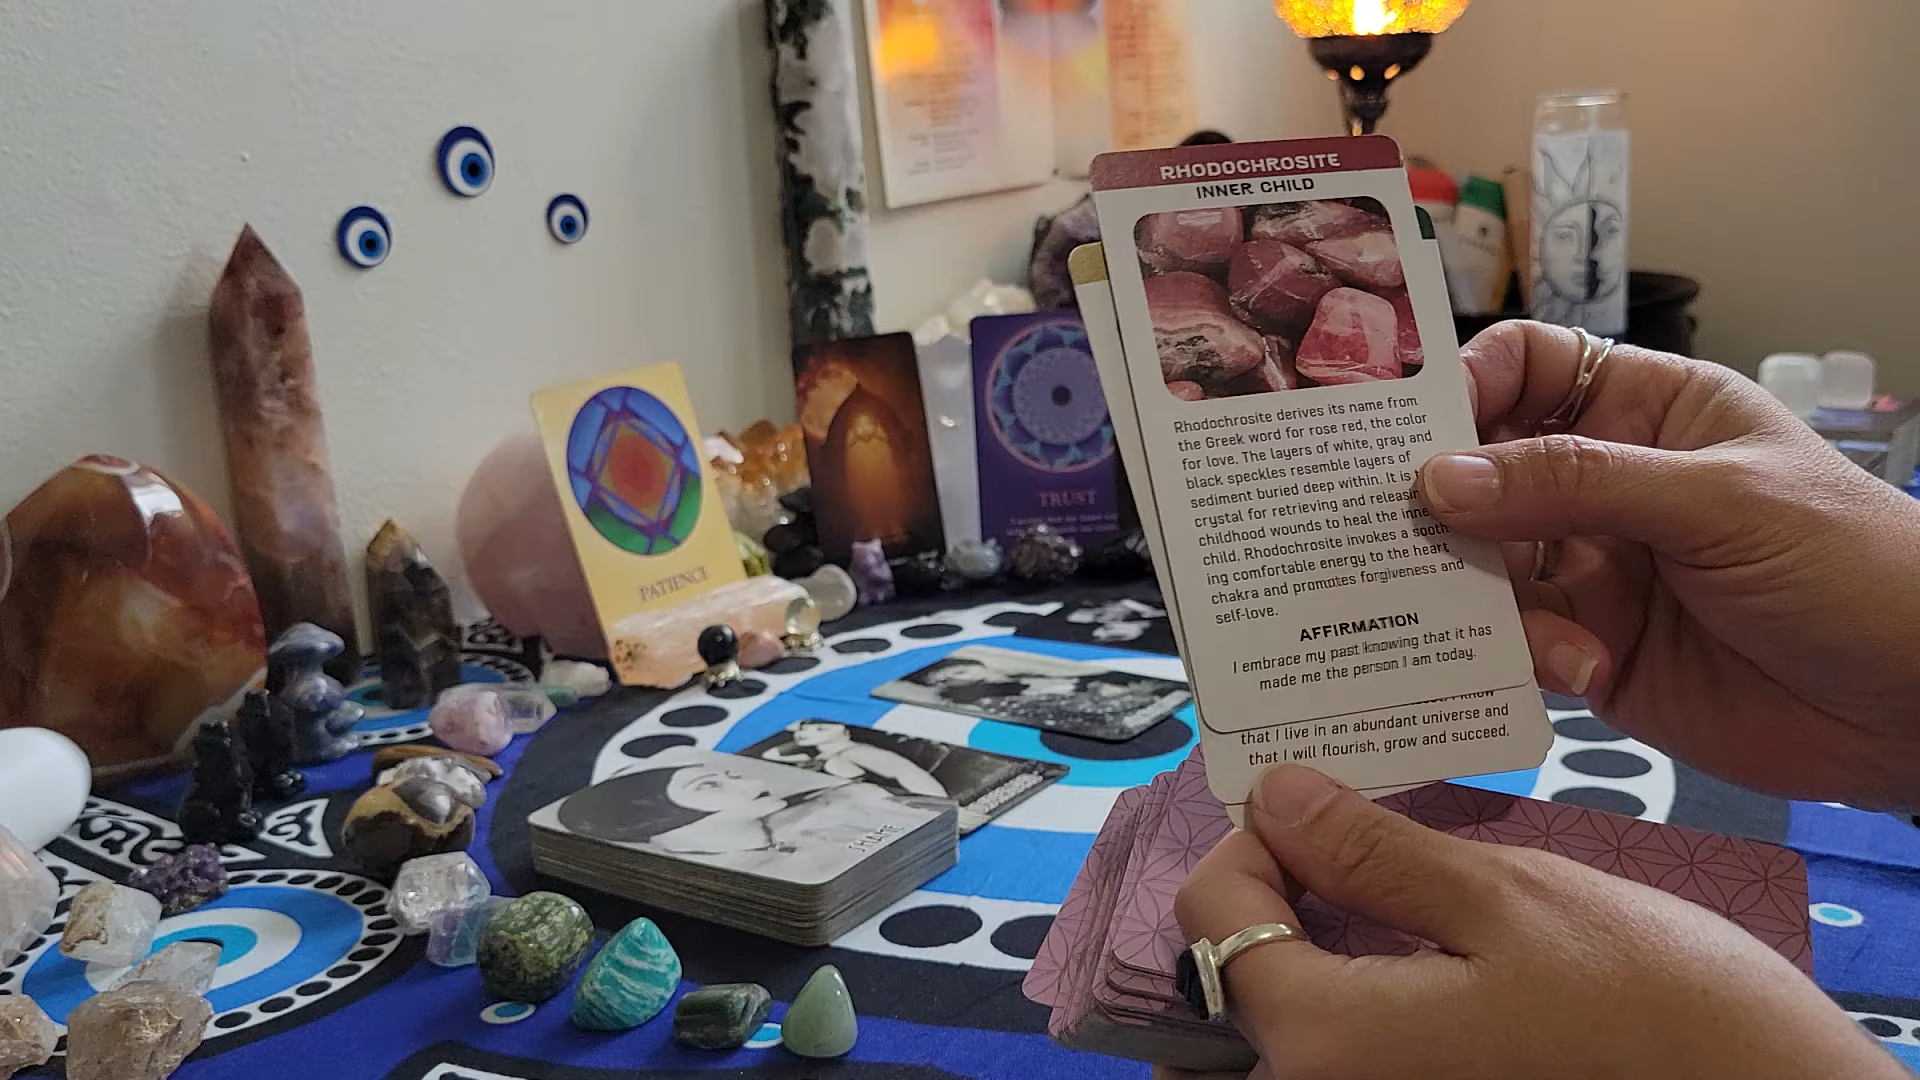 RHODOCHROSITE
INNER CHILD
Rhodochrosite derives its name from
the Greek word for rose red, the color
for love. The layers of white, gray and
black speckles resemble layers of
sediment buried deep within. It is
crystal for retrieving and releasin
childhood wounds to heal the inne
child. Rhodochrosite invokes a sooth
ing comfortable energy to the heart
chakra and promotes forgiveness and
self-love.
AFFIRMATION
I embrace my past knowing that it has
made me the person I am today.
that I live in an abundant universe and
that I will flourish, grow and succeed.
TRUST
PATIENCE